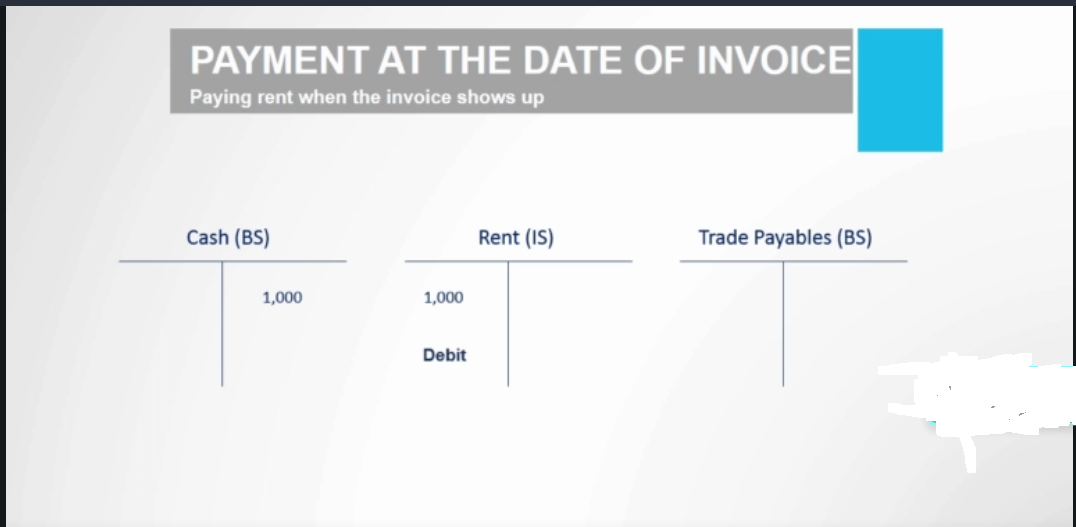 PAYMENT AT THE DATE OF INVOICE
Paying rent when the invoice shows up
Cash (BS) Rent (IS) Trade Payables (BS)
1,000 1,000
Debit